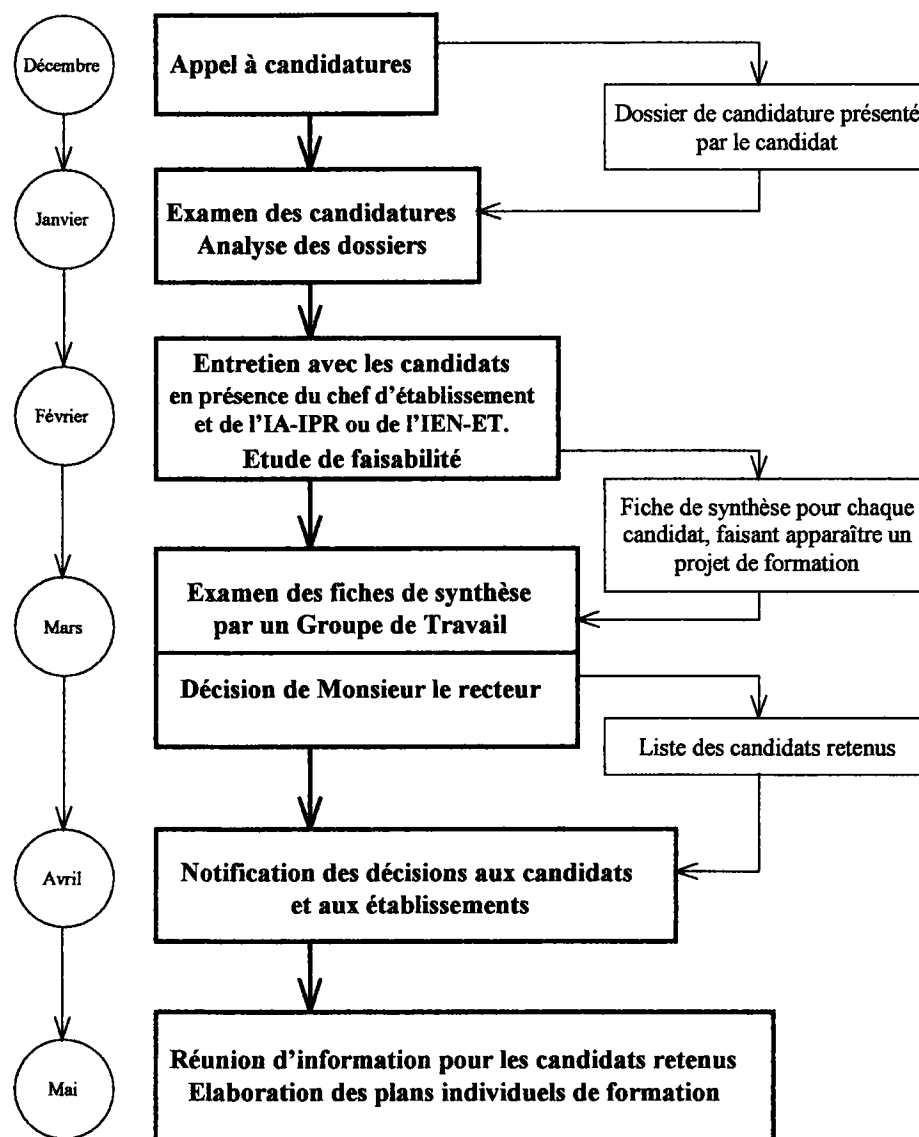 Décembre
Appel à candidatures
Dossier de candidature présenté
par le candidat
Janvier
Examen des candidatures
Analyse des dossiers
Février
Entretien avec les candidats
en présence du chef d'établissement
et de l'IA-IPR ou de l'IEN-ET.
Etude de faisabilité
Fiche de synthèse pour chaque
candidat, faisant apparaître un
projet de formation
Mars
Examen des fiches de synthèse
par un Groupe de Travail
Décision de Monsieur le recteur
Liste des candidats retenus
Avril
Notification des décisions aux candidats
et aux établissements
Mai
Réunion d'information pour les candidats retenus
Elaboration des plans individuels de formation